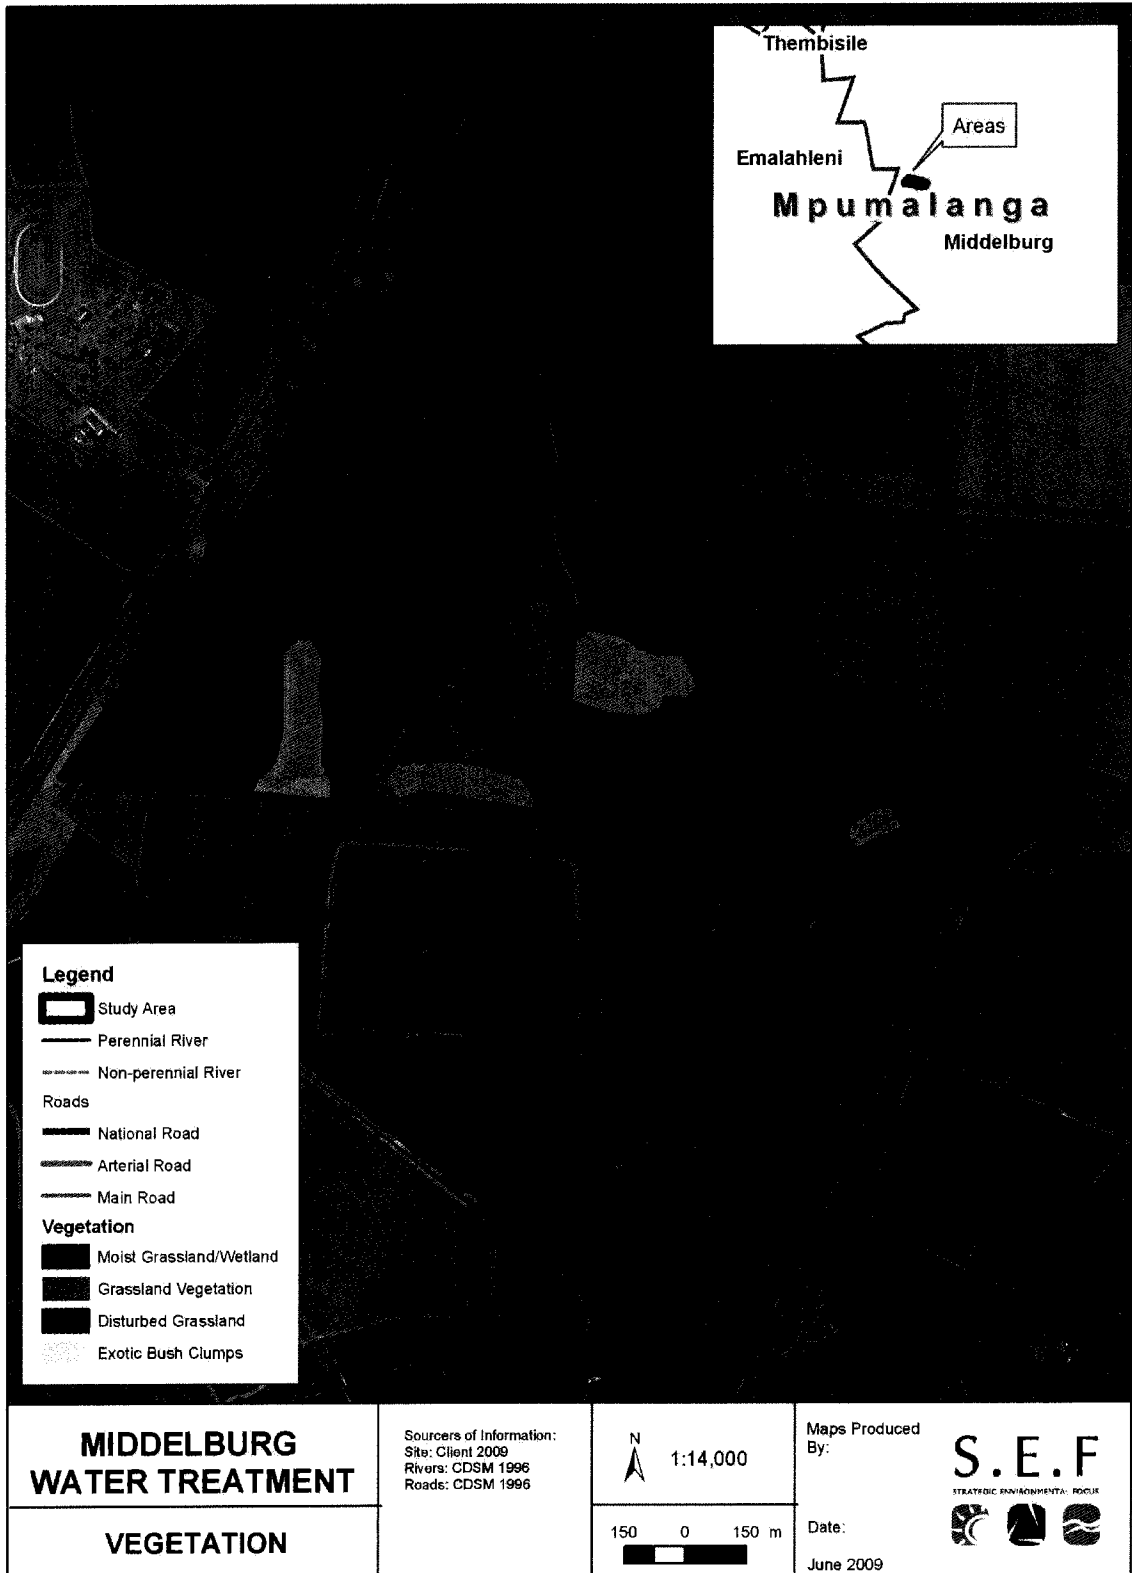 Thembisile
Areas
Emalahleni
Mpumalanga
Middelburg
Legend
Study Area
Perennial River
Non-perennial River
Roads
National Road
Arterial Road
Main Road
Vegetation
Moist Grassland/Wetland
Grassland Vegetation
Disturbed Grassland
Exotic Bush Clumps
MIDDELBURG
WATER TREATMENT
VEGETATION
Sourcers of Information:
Site: Client 2009
Rivers: CDSM 1996
Roads: CDSM 1996
N
1:14,000
150 0 150 m
Maps Produced
By:
S.E.F
STRATEGIC ENVIRONMENTAL FOCUS
Date:
June 2009